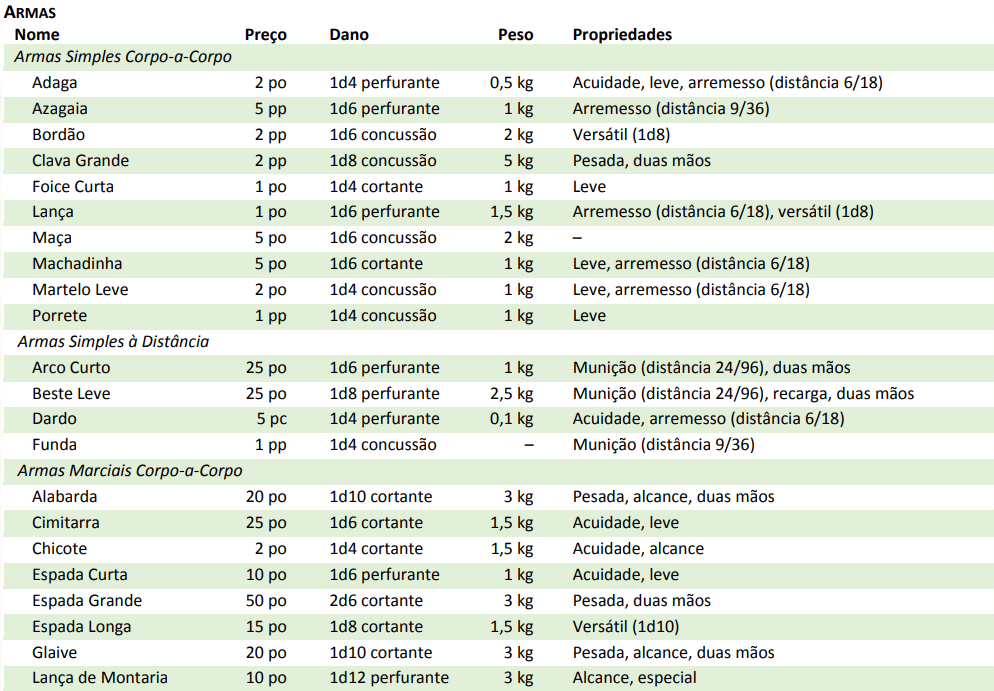 ARMAS
Nome Preço Dano Peso Propriedades
Armas Simples Corpo-a-Corpo
Adaga 2 po 1d4 perfurante 0,5 kg Acuidade, leve, arremesso (distância 6/18)
Azagaia 5 pp 1d6 perfurante 1 kg Arremesso (distância 9/36)
Bordão 2 pp 1d6 concussão 2 kg Versátil (1d8)
Clava Grande 2 pp 1d8 concussão 5 kg Pesada, duas mãos
Foice Curta 1 po 1d4 cortante 1 kg Leve
Lança 1 po 1d6 perfurante 1,5 kg Arremesso (distância 6/18), versátil (1d8)
Maça 5 po 1d6 concussão 2 kg –
Machadinha 5 po 1d6 cortante 1 kg Leve, arremesso (distância 6/18)
Martelo Leve 2 po 1d4 concussão 1 kg Leve, arremesso (distância 6/18)
Porrete 1 pp 1d4 concussão 1 kg Leve
Armas Simples à Distância
Arco Curto 25 po 1d6 perfurante 1 kg Munição (distância 24/96), duas mãos
Beste Leve 25 po 1d8 perfurante 2,5 kg Munição (distância 24/96), recarga, duas mãos
Dardo 5 pc 1d4 perfurante 0,1 kg Acuidade, arremesso (distância 6/18)
Funda 1 pp 1d4 concussão – Munição (distância 9/36)
Armas Marciais Corpo-a-Corpo
Alabarda 20 po 1d10 cortante 3 kg Pesada, alcance, duas mãos
Cimitarra 25 po 1d6 cortante 1,5 kg Acuidade, leve
Chicote 2 po 1d4 cortante 1,5 kg Acuidade, alcance
Espada Curta 10 po 1d6 perfurante 1 kg Acuidade, leve
Espada Grande 50 po 2d6 cortante 3 kg Pesada, duas mãos
Espada Longa 15 po 1d8 cortante 1,5 kg Versátil (1d10)
Glaive 20 po 1d10 cortante 3 kg Pesada, alcance, duas mãos
Lança de Montaria 10 po 1d12 perfurante 3 kg Alcance, especial